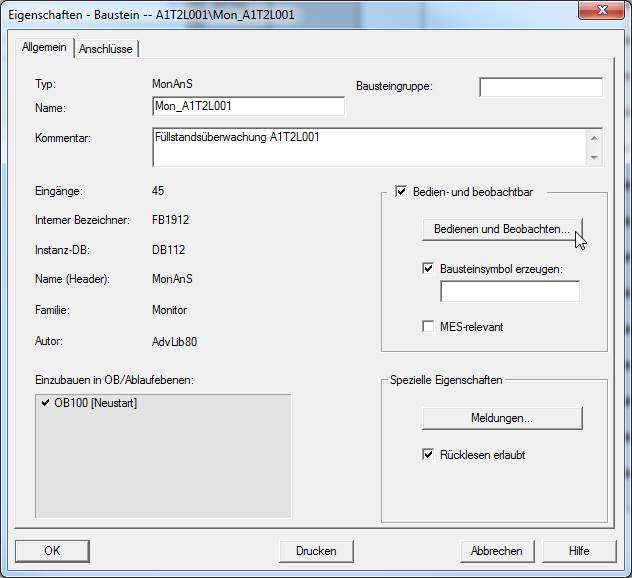 Eigenschaften - Baustein -- A1T2L001\Mon_A1T2L001
Allgemein Anschlüsse
Typ: MonAnS Bausteingruppe:
Name: Mon_A1T2L001
Kommentar: Füllstandsüberwachung A1T2L001
Eingänge: 45
Bedien- und beobachtbar
Interner Bezeichner: FB1912
Bedienen und Beobachten...
Instanz-DB: DB112
Bausteinsymbol erzeugen:
Name (Header): MonAnS
Familie: Monitor
MES-relevant
Autor: AdvLib80
Einzubauen in OB/Ablaufebenen:
Spezielle Eigenschaften
OB100 [Neustart]
Meldungen...
Rücklesen erlaubt
OK Drucken Abbrechen Hilfe